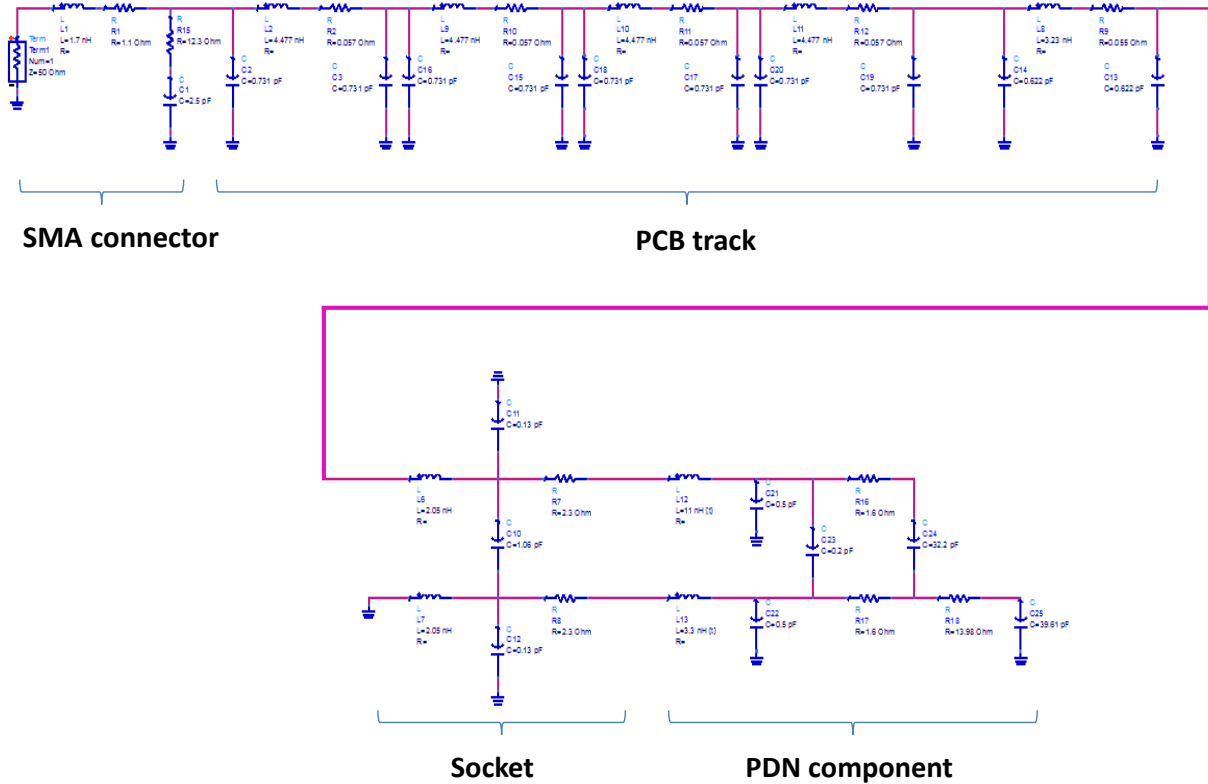 L
L1
L=1.7 nH
R=
R
R1
R=1.1 Ohm
R
R15
R=12.3 Ohm
L
L2
L=4.477 nH
R=
R
R2
R=0.057 Ohm
L
L9
L=4.477 nH
R=
R
R10
R=0.057 Ohm
L
L10
L=4.477 nH
R=
R
R11
R=0.057 Ohm
L
L11
L=4.477 nH
R=
R
R12
R=0.057 Ohm
L
L8
L=3.23 nH
R=
R
R9
R=0.055 Ohm
Term
Term1
Num=1
Z=50 Ohm
C
C1
C=2.5 pF
C
C2
C=0.731 pF
C
C3
C=0.731 pF
C
C16
C=0.731 pF
C
C15
C=0.731 pF
C
C18
C=0.731 pF
C
C17
C=0.731 pF
C
C20
C=0.731 pF
C
C19
C=0.731 pF
C
C14
C=0.622 pF
C
C13
C=0.622 pF
SMA connector
PCB track
C
C11
C=0.13 pF
L
L6
L=2.05 nH
R=
R
R7
R=2.3 Ohm
L
L12
L=11 nH {t}
R=
C
C21
C=0.5 pF
R
R16
R=1.6 Ohm
C
C10
C=1.06 pF
C
C23
C=0.2 pF
C
C24
C=32.2 pF
L
L7
L=2.05 nH
R=
R
R8
R=2.3 Ohm
L
L13
L=3.3 nH {t}
R=
C
C22
C=0.5 pF
R
R17
R=1.6 Ohm
R
R18
R=13.98 Ohm
C
C25
C=39.61 pF
C
C12
C=0.13 pF
Socket
PDN component